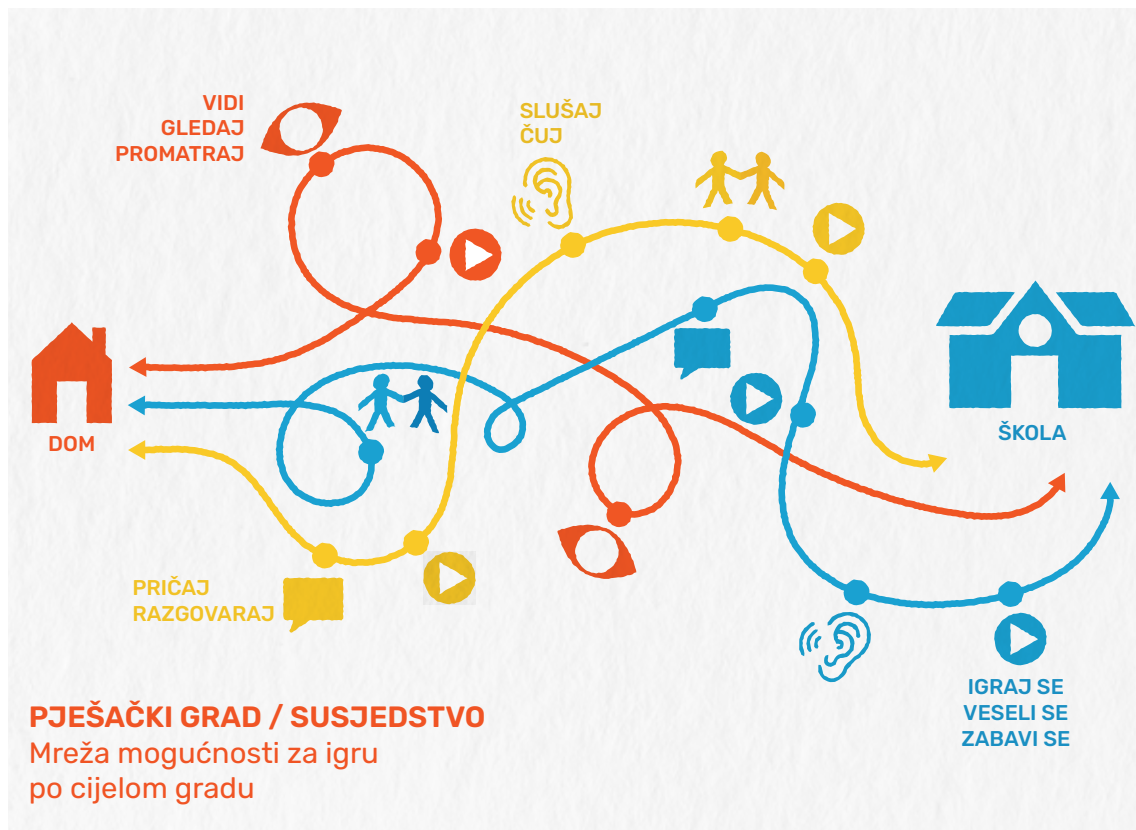 VIDI
GLEDAJ
PROMATRAJ
SLUŠAJ
ČUJ
DOM
ŠKOLA
PRIČAJ
RAZGOVARAJ
IGRAJ SE
VESELI SE
ZABAVI SE
PJEŠAČKI GRAD / SUSJEDSTVO
Mreža mogućnosti za igru
po cijelom gradu